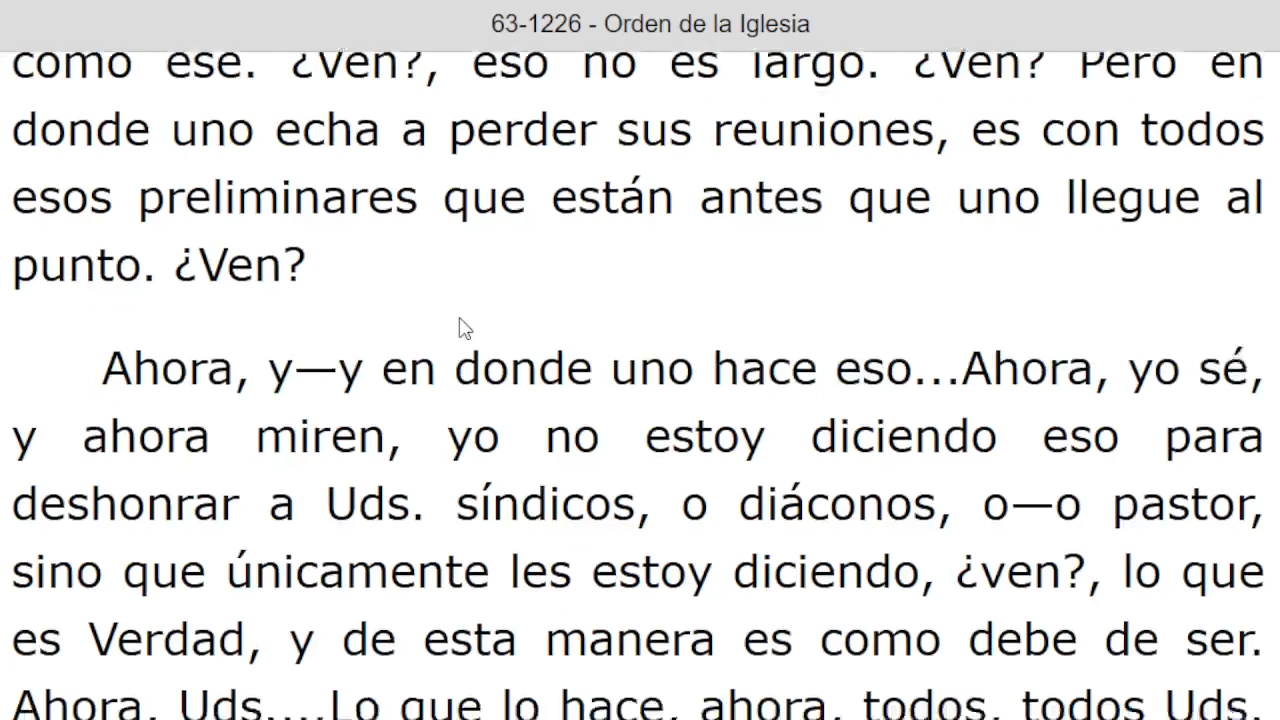 63-1226 - Orden de la Iglesia
como ese. ¿Ven?, eso no es largo. ¿Ven? Pero en
donde uno echa a perder sus reuniones, es con todos
esos preliminares que están antes que uno llegue al
punto. ¿Ven?
Ahora, y—y en donde uno hace eso...Ahora, yo sé,
y ahora miren, yo no estoy diciendo eso para
deshonrar a Uds. síndicos, o diáconos, o—o pastor,
sino que únicamente les estoy diciendo, ¿ven?, lo que
es Verdad, y de esta manera es como debe de ser.
Ahora, Uds....Lo que lo hace, ahora, todos, todos Uds.